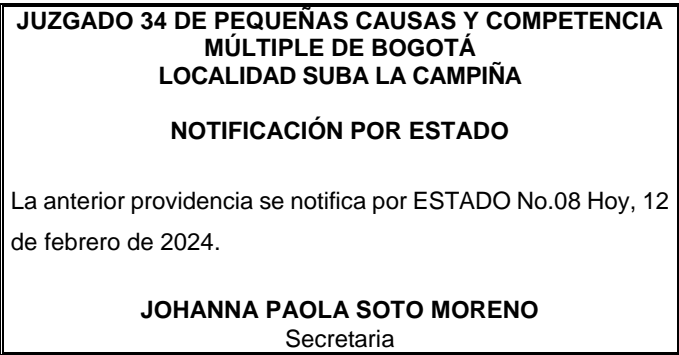 JUZGADO 34 DE PEQUEÑAS CAUSAS Y COMPETENCIA
MÚLTIPLE DE BOGOTÁ
LOCALIDAD SUBA LA CAMPIÑA
NOTIFICACIÓN POR ESTADO
La anterior providencia se notifica por ESTADO No.08 Hoy, 12
de febrero de 2024.
JOHANNA PAOLA SOTO MORENO
Secretaria